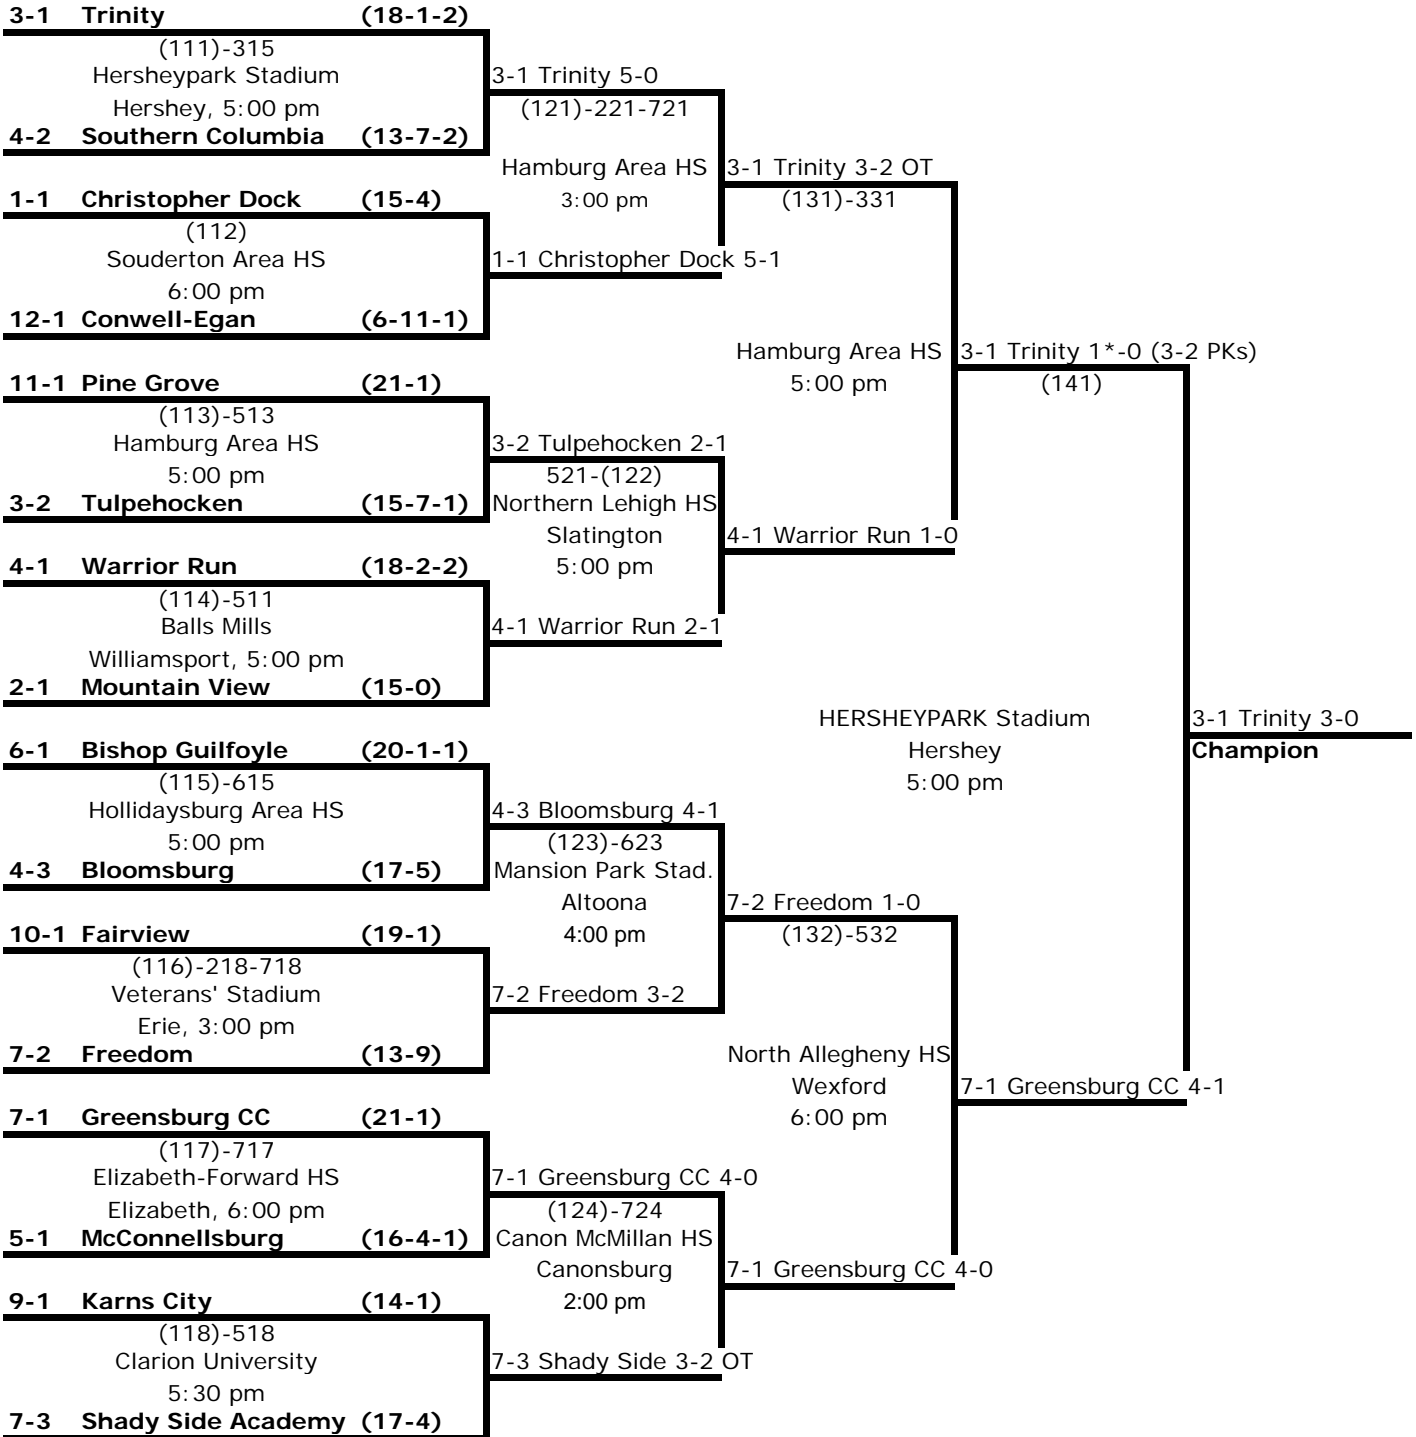 3-1 Trinity (18-1-2)
(111)-315
Hersheypark Stadium
Hershey, 5:00 pm
4-2 Southern Columbia (13-7-2)
1-1 Christopher Dock (15-4)
(112)
Souderton Area HS
6:00 pm
12-1 Conwell-Egan (6-11-1)
11-1 Pine Grove (21-1)
(113)-513
Hamburg Area HS
5:00 pm
3-2 Tulpehocken (15-7-1)
4-1 Warrior Run (18-2-2)
(114)-511
Balls Mills
Williamsport, 5:00 pm
2-1 Mountain View (15-0)
6-1 Bishop Guilfoyle (20-1-1)
(115)-615
Hollidaysburg Area HS
5:00 pm
4-3 Bloomsburg (17-5)
10-1 Fairview (19-1)
(116)-218-718
Veterans' Stadium
Erie, 3:00 pm
7-2 Freedom (13-9)
7-1 Greensburg CC (21-1)
(117)-717
Elizabeth-Forward HS
Elizabeth, 6:00 pm
5-1 McConnellsburg (16-4-1)
9-1 Karns City (14-1)
(118)-518
Clarion University
5:30 pm
7-3 Shady Side Academy (17-4)
3-1 Trinity 5-0
(121)-221-721
Hamburg Area HS
3:00 pm
1-1 Christopher Dock 5-1
3-2 Tulpehocken 2-1
521-(122)
Northern Lehigh HS
Slatington
5:00 pm
4-1 Warrior Run 2-1
4-3 Bloomsburg 4-1
(123)-623
Mansion Park Stad.
Altoona
4:00 pm
7-2 Freedom 3-2
7-1 Greensburg CC 4-0
(124)-724
Canon McMillan HS
Canonsburg
2:00 pm
7-3 Shady Side 3-2 OT
3-1 Trinity 3-2 OT
(131)-331
Hamburg Area HS
5:00 pm
4-1 Warrior Run 1-0
7-2 Freedom 1-0
(132)-532
North Allegheny HS
Wexford
6:00 pm
7-1 Greensburg CC 4-0
3-1 Trinity 1*-0 (3-2 PKs)
(141)
HERSHEYPARK Stadium
Hershey
5:00 pm
7-1 Greensburg CC 4-1
3-1 Trinity 3-0
Champion